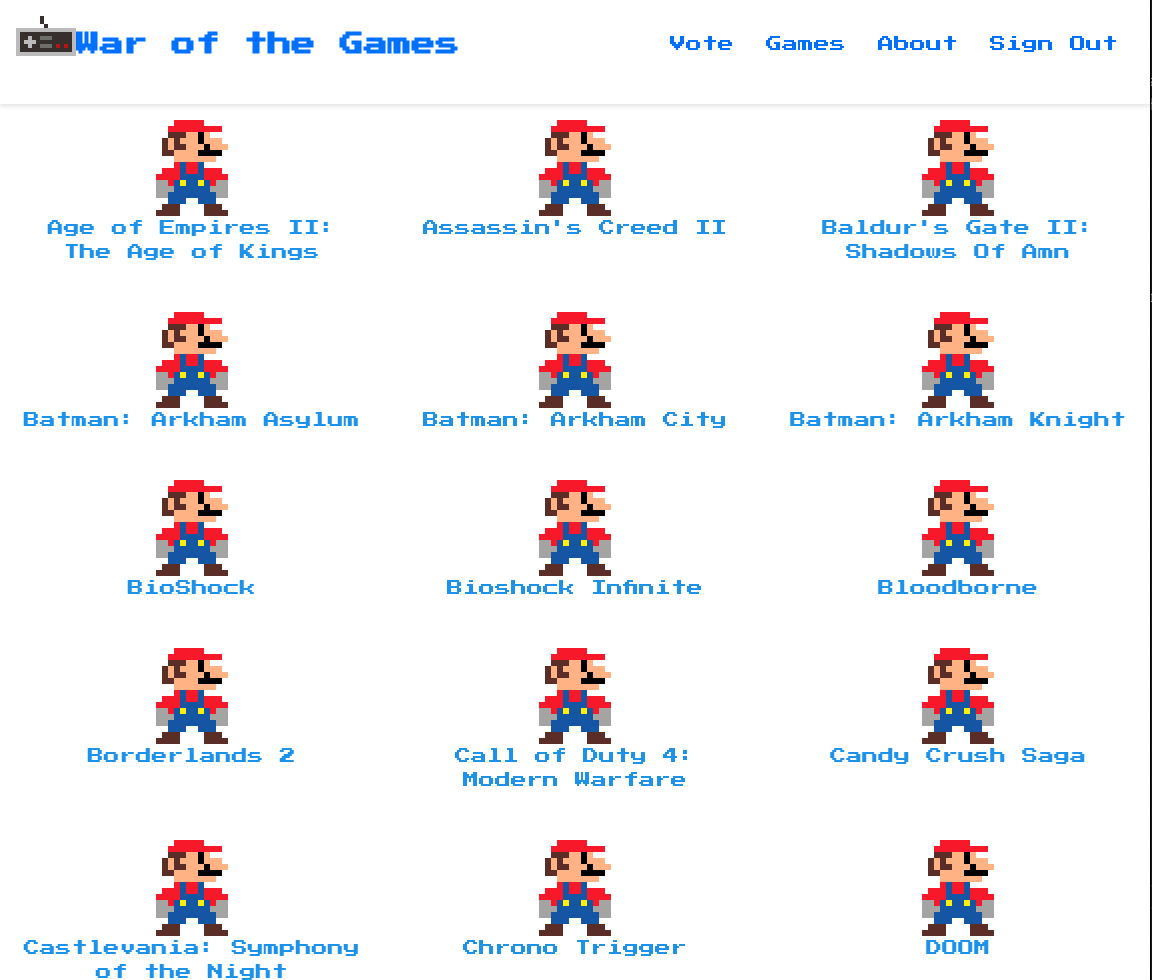 War of the Games
Vote Games About Sign Out
Age of Empires II:
The Age of Kings
Assassin's Creed II
Baldur's Gate II:
Shadows Of Amn
Batman: Arkham Asylum
Batman: Arkham City
Batman: Arkham Knight
BioShock
Bioshock Infinite
Bloodborne
Borderlands 2
Call of Duty 4:
Modern Warfare
Candy Crush Saga
Castlevania: Symphony
of the Night
Chrono Trigger
DOOM